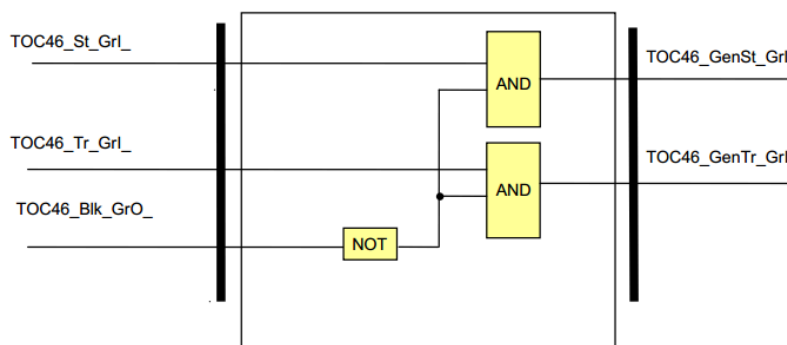 TOC46_St_GrI_
TOC46_GenSt_GrI
AND
TOC46_Tr_GrI_
TOC46_GenTr_GrI
AND
TOC46_Blk_GrO_
NOT